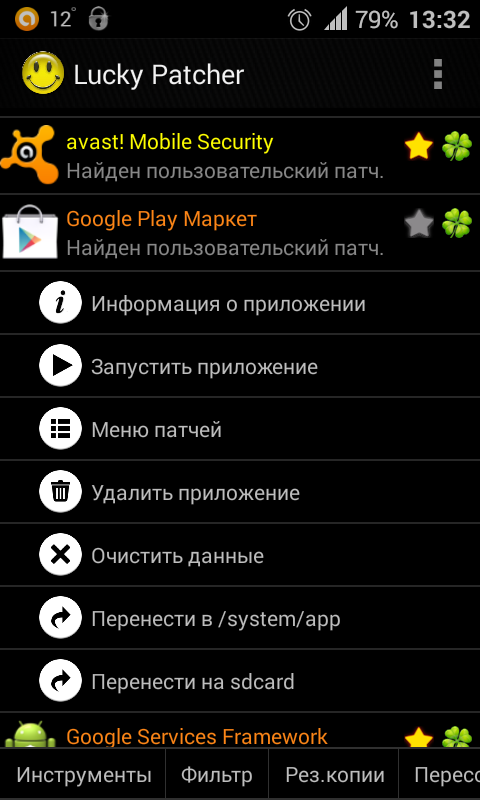 12° 79% 13:32
Lucky Patcher
avast! Mobile Security
Найден пользовательский патч.
Google Play Маркет
Найден пользовательский патч.
Информация о приложении
Запустить приложение
Меню патчей
Удалить приложение
Очистить данные
Перенести в /system/app
Перенести на sdcard
Google Services Framework
Инструменты Фильтр Рез.копии Пересо